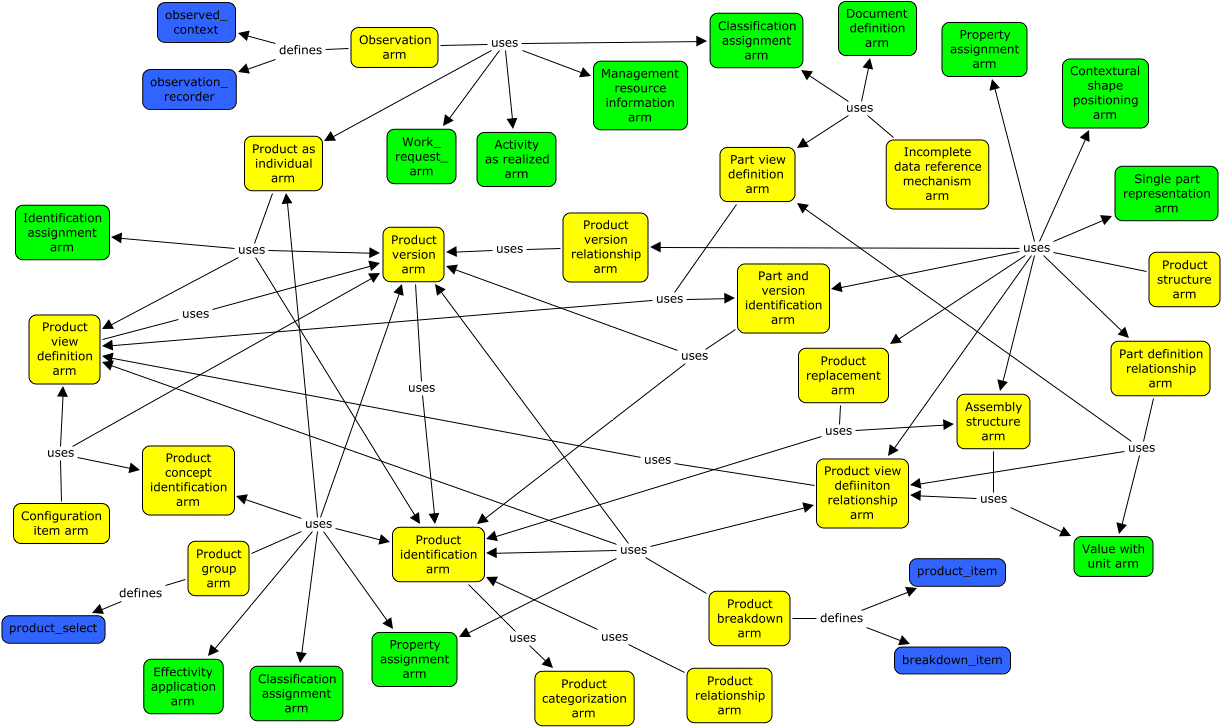 observed_
context
defines
observation_
recorder
Observation
arm
uses
Classification
assignment
arm
Document
definition
arm
Property
assignment
arm
Contextural
shape
positioning
arm
Management
resource
information
arm
uses
Product as
individual
arm
Work_
request_
arm
Activity
as realized
arm
Part view
definition
arm
Incomplete
data reference
mechanism
arm
Single part
representation
arm
Identification
assignment
arm
uses
Product
version
arm
uses
Product
version
relationship
arm
uses
Product
structure
arm
Part and
version
identification
arm
uses
uses
Product
view
definition
arm
uses
Product
replacement
arm
Part definition
relationship
arm
uses
Assembly
structure
arm
uses
uses
uses
Product
concept
identification
arm
uses
Product view
defiiniton
relationship
arm
uses
Configuration
item arm
uses
Product
identification
arm
uses
Value with
unit arm
Product
group
arm
defines
product_select
product_item
Product
breakdown
arm
defines
breakdown_item
Effectivity
application
arm
Classification
assignment
arm
Property
assignment
arm
uses
uses
Product
categorization
arm
Product
relationship
arm